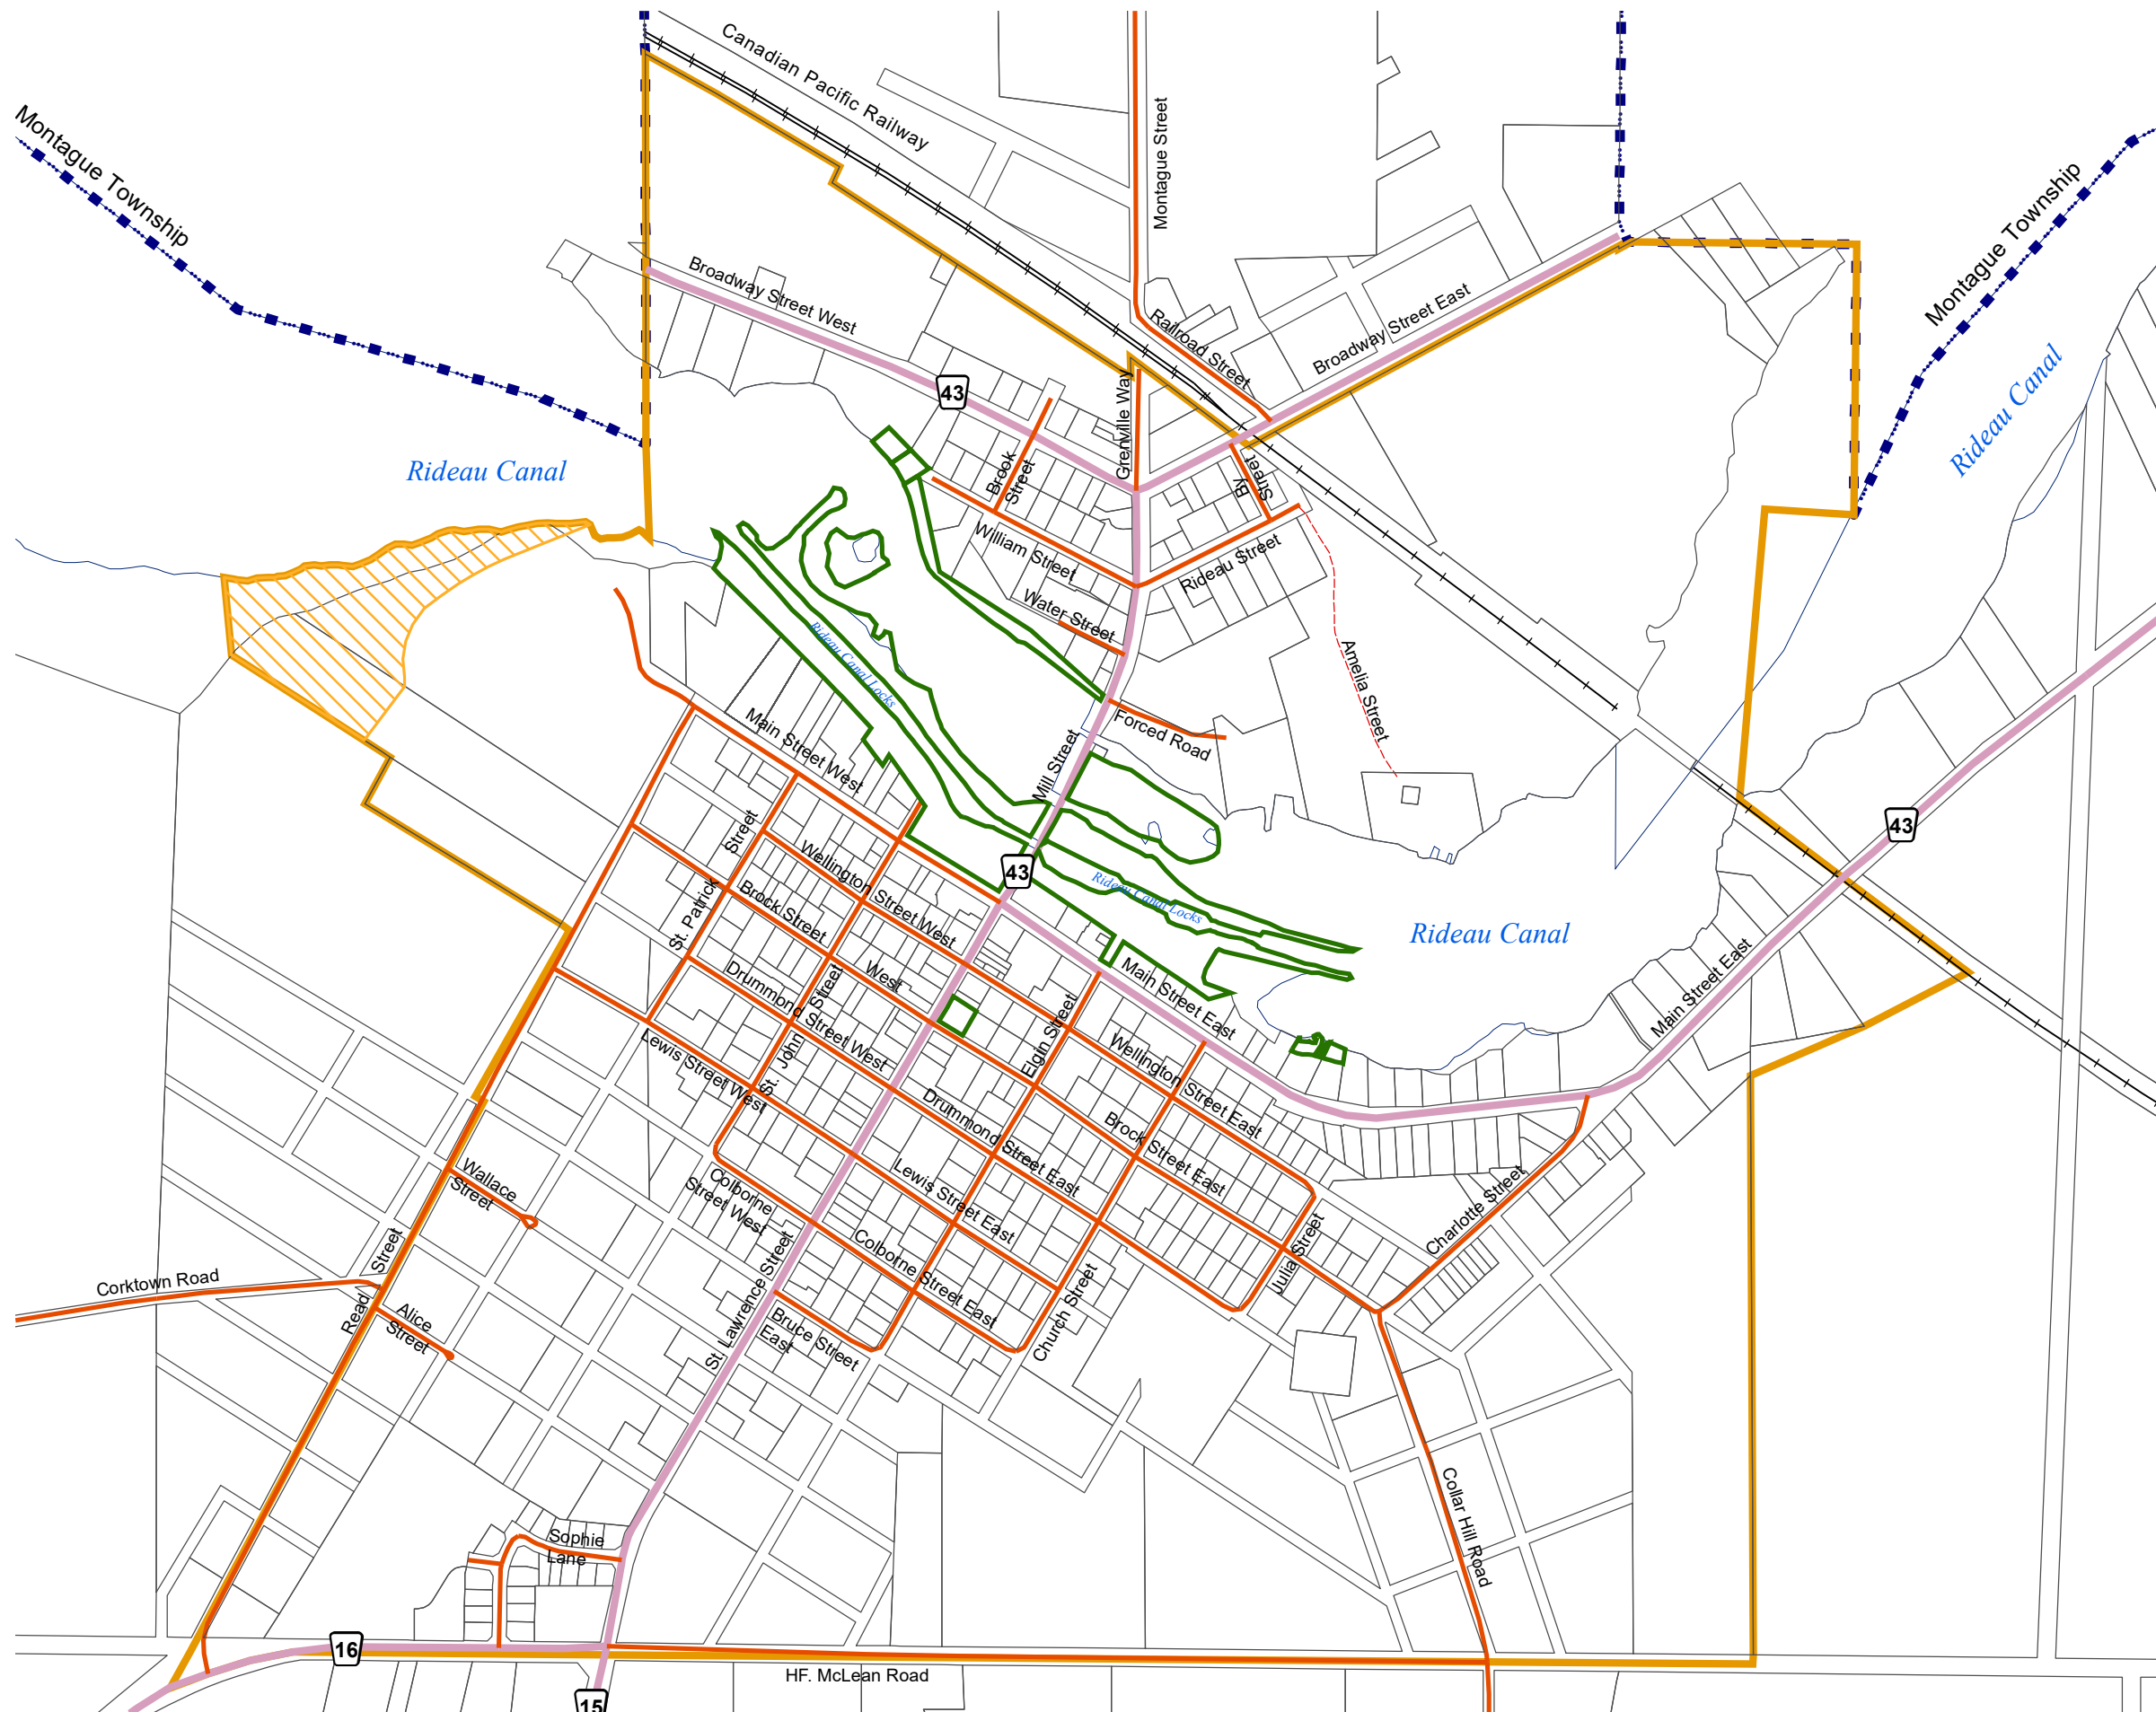 Canadian Pacific Railway
Montague Street
Montague Township
Montague Township
Broadway Street West
Railroad Street
Broadway Street East
43
Grenville Way
Rideau Canal
Rideau Canal
Brook
Street
By
Street
William Street
Rideau Street
Water Street
Rideau Canal Locks
Amelia Street
Forced Road
Main Street West
Mill Street
43
43
Street
St. Patrick
Wellington
Street West
Brock Street
West
Rideau Canal Locks
Rideau Canal
Main Street East
Main Street East
Drummond
Street West
Street
St. John
Elgin Street
Lewis Street West
Wellington
Street East
Drummond
Street East
Brock
Street East
Wallace
Street
Colborne
Street West
Lewis Street East
Charlotte Street
Julia Street
Street
Read
Corktown Road
St. Lawrence Street
Colborne
Street East
Church Street
Alice
Street
Bruce Street
East
Collar Hill Road
Sophie
Lane
16
HF. McLean Road
15